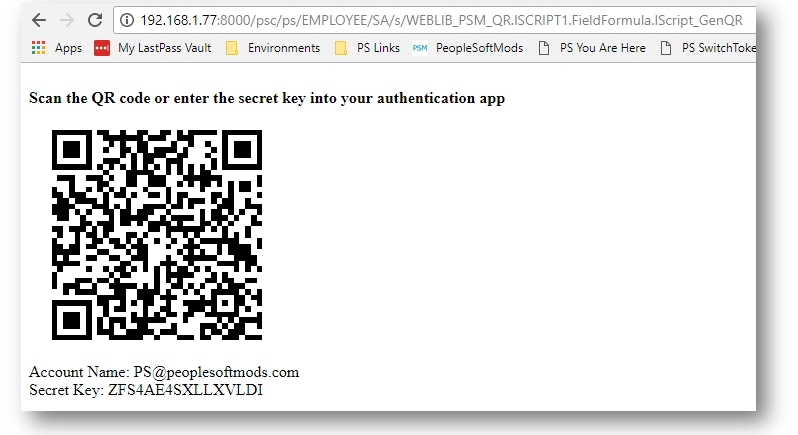 192.168.1.77:8000/psc/ps/EMPLOYEE/SA/s/WEBLIB_PSM_QR.ISCRIPT1.FieldFormula.IScript_GenQR
Apps My LastPass Vault Environments PS Links PSM PeopleSoftMods PS You Are Here PS SwitchToke
Scan the QR code or enter the secret key into your authentication app
Account Name: PS@peoplesoftmods.com
Secret Key: ZFS4AE4SXLLXVLDI